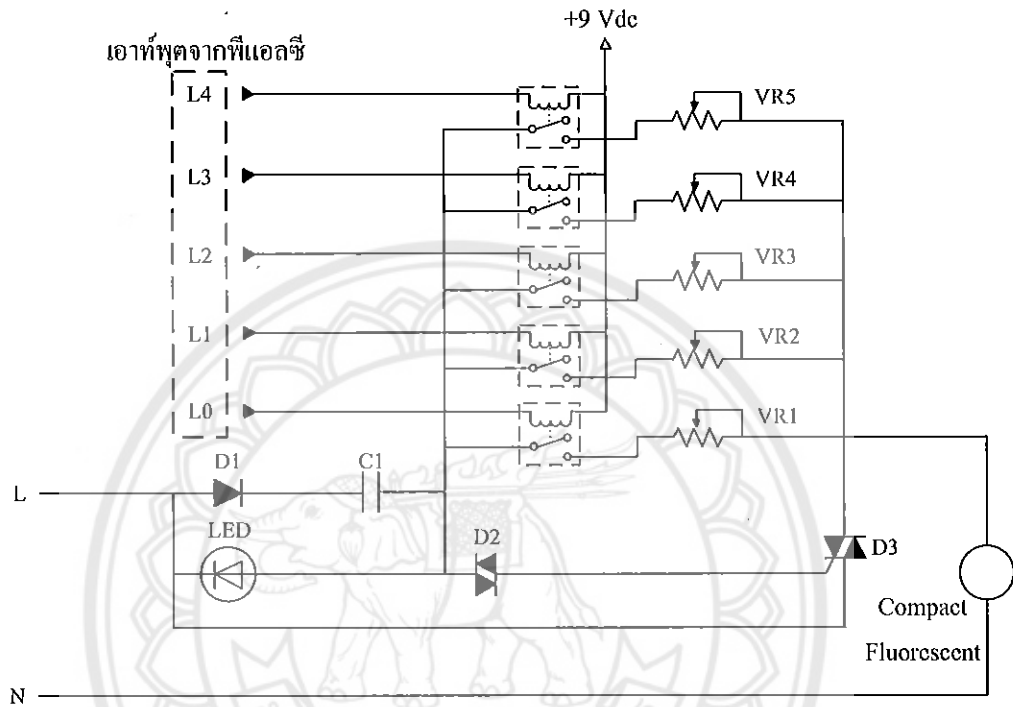 +9 Vdc
เอาท์พุตจากพีแอลซี
L4
VR5
L3
VR4
L2
VR3
L1
VR2
L0
VR1
D1
C1
L
LED
D2
D3
Compact
Fluorescent
N